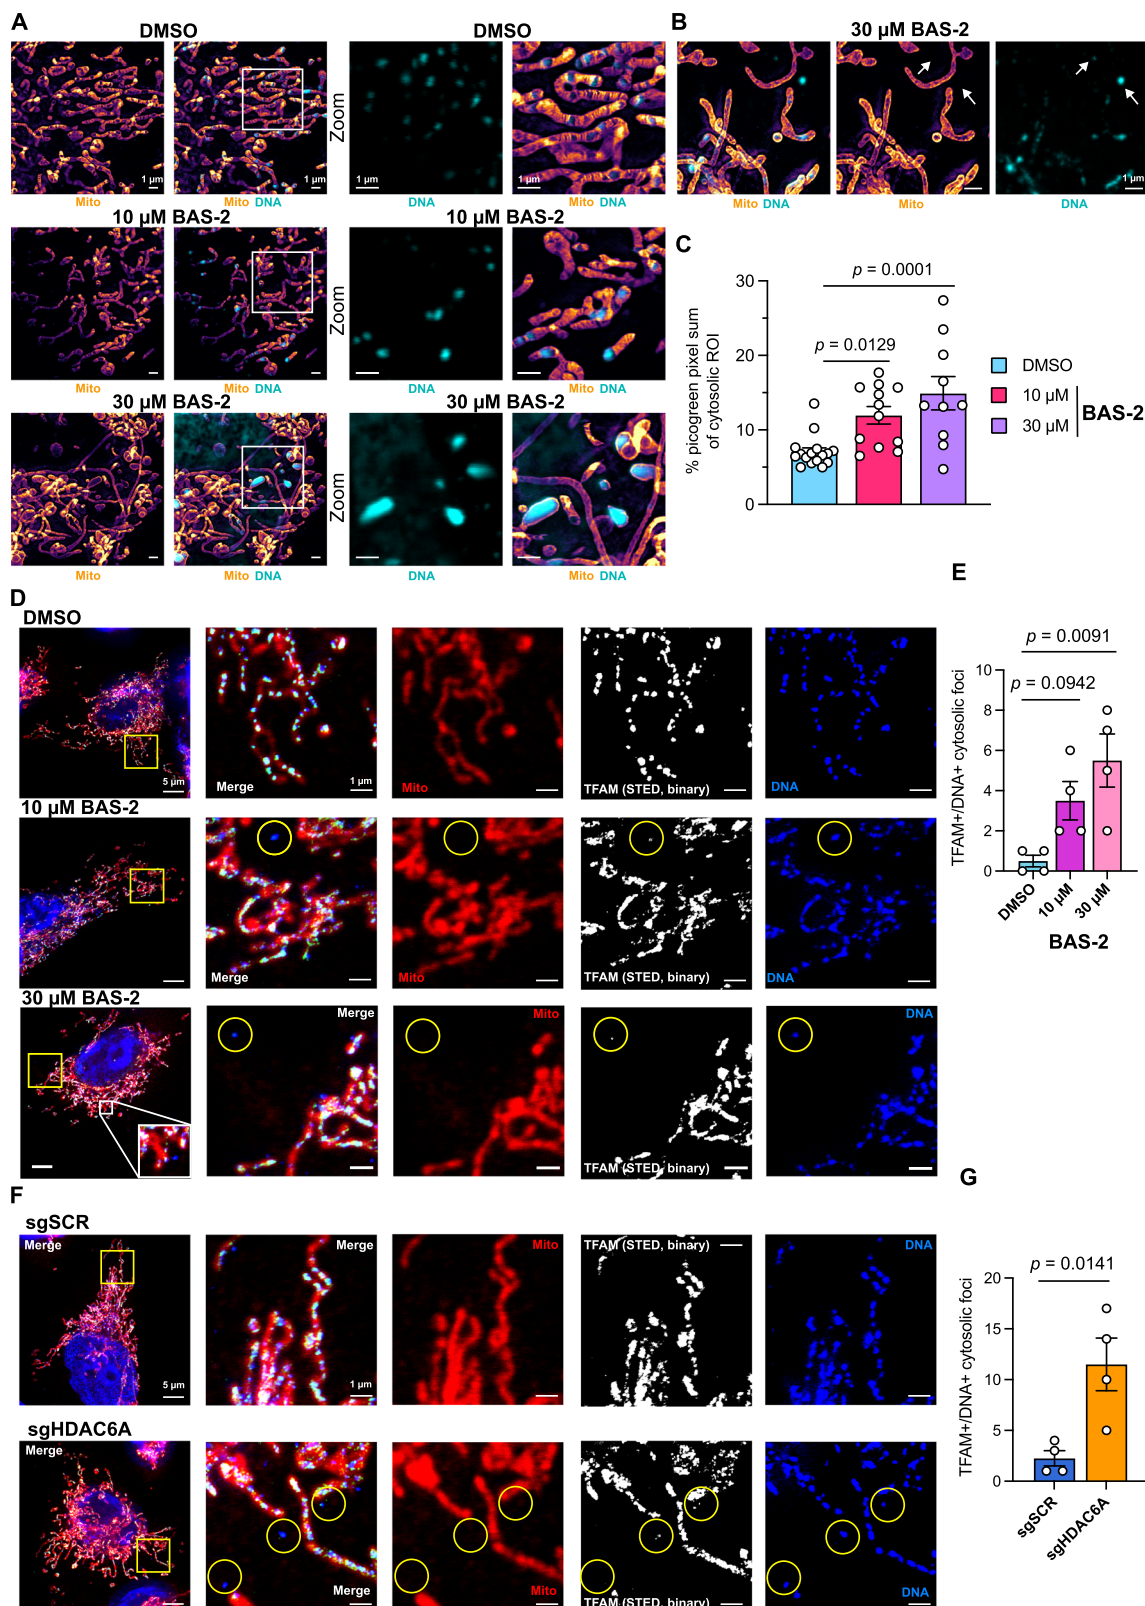 A
DMSO
DMSO
Zoom
1 µm
1 µm
1 µm
1 µm
Mito
Mito DNA
DNA
Mito DNA
10 µM BAS-2
10 µM BAS-2
Zoom
Mito
Mito DNA
DNA
Mito DNA
30 µM BAS-2
30 µM BAS-2
Zoom
Mito
Mito DNA
DNA
Mito DNA
B
30 µM BAS-2
1 µm
Mito DNA
Mito
DNA
C
p = 0.0001
p = 0.0129
% picogreen pixel sum
of cytosolic ROI
30
20
10
0
DMSO
10 µM
30 µM
BAS-2
D
DMSO
5 µm
Merge
1 µm
Mito
TFAM (STED, binary)
DNA
10 µM BAS-2
Merge
Mito
TFAM (STED, binary)
DNA
30 µM BAS-2
Merge
Mito
TFAM (STED, binary)
DNA
E
p = 0.0091
p = 0.0942
TFAM+/DNA+ cytosolic foci
10
8
6
4
2
0
DMSO
10 µM
30 µM
BAS-2
F
sgSCR
Merge
5 µm
Merge
1 µm
Mito
TFAM (STED, binary)
DNA
sgHDAC6A
Merge
Merge
Mito
TFAM (STED, binary)
DNA
G
p = 0.0141
TFAM+/DNA+ cytosolic foci
20
15
10
5
0
sgSCR
sgHDAC6A